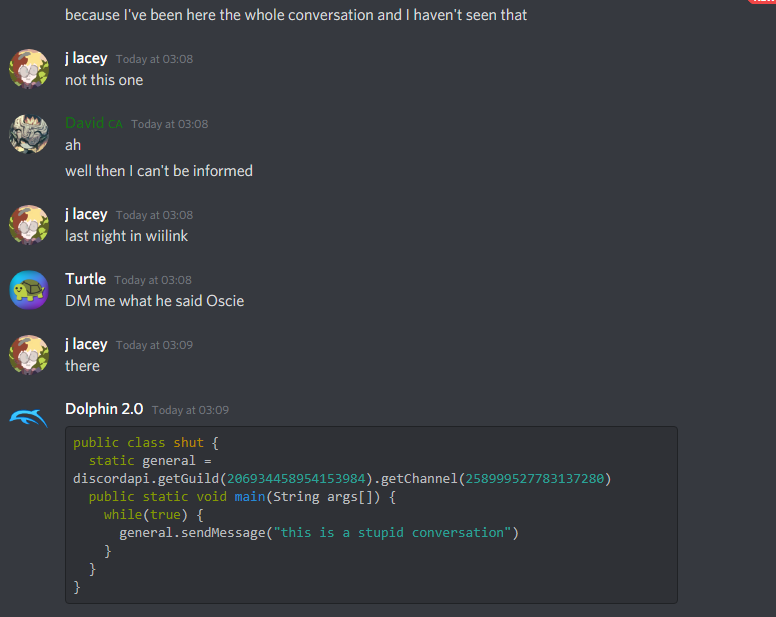 because I've been here the whole conversation and I haven't seen that
j lacey Today at 03:08
not this one
David CA Today at 03:08
ah
well then I can't be informed
j lacey Today at 03:08
last night in wiilink
Turtle Today at 03:08
DM me what he said Oscie
j lacey Today at 03:09
there
Dolphin 2.0 Today at 03:09
public class shut {
  static general =
discordapi.getGuild(206934458954153984).getChannel(258999527783137280)
  public static void main(String args[]) {
    while(true) {
      general.sendMessage("this is a stupid conversation")
    }
  }
}